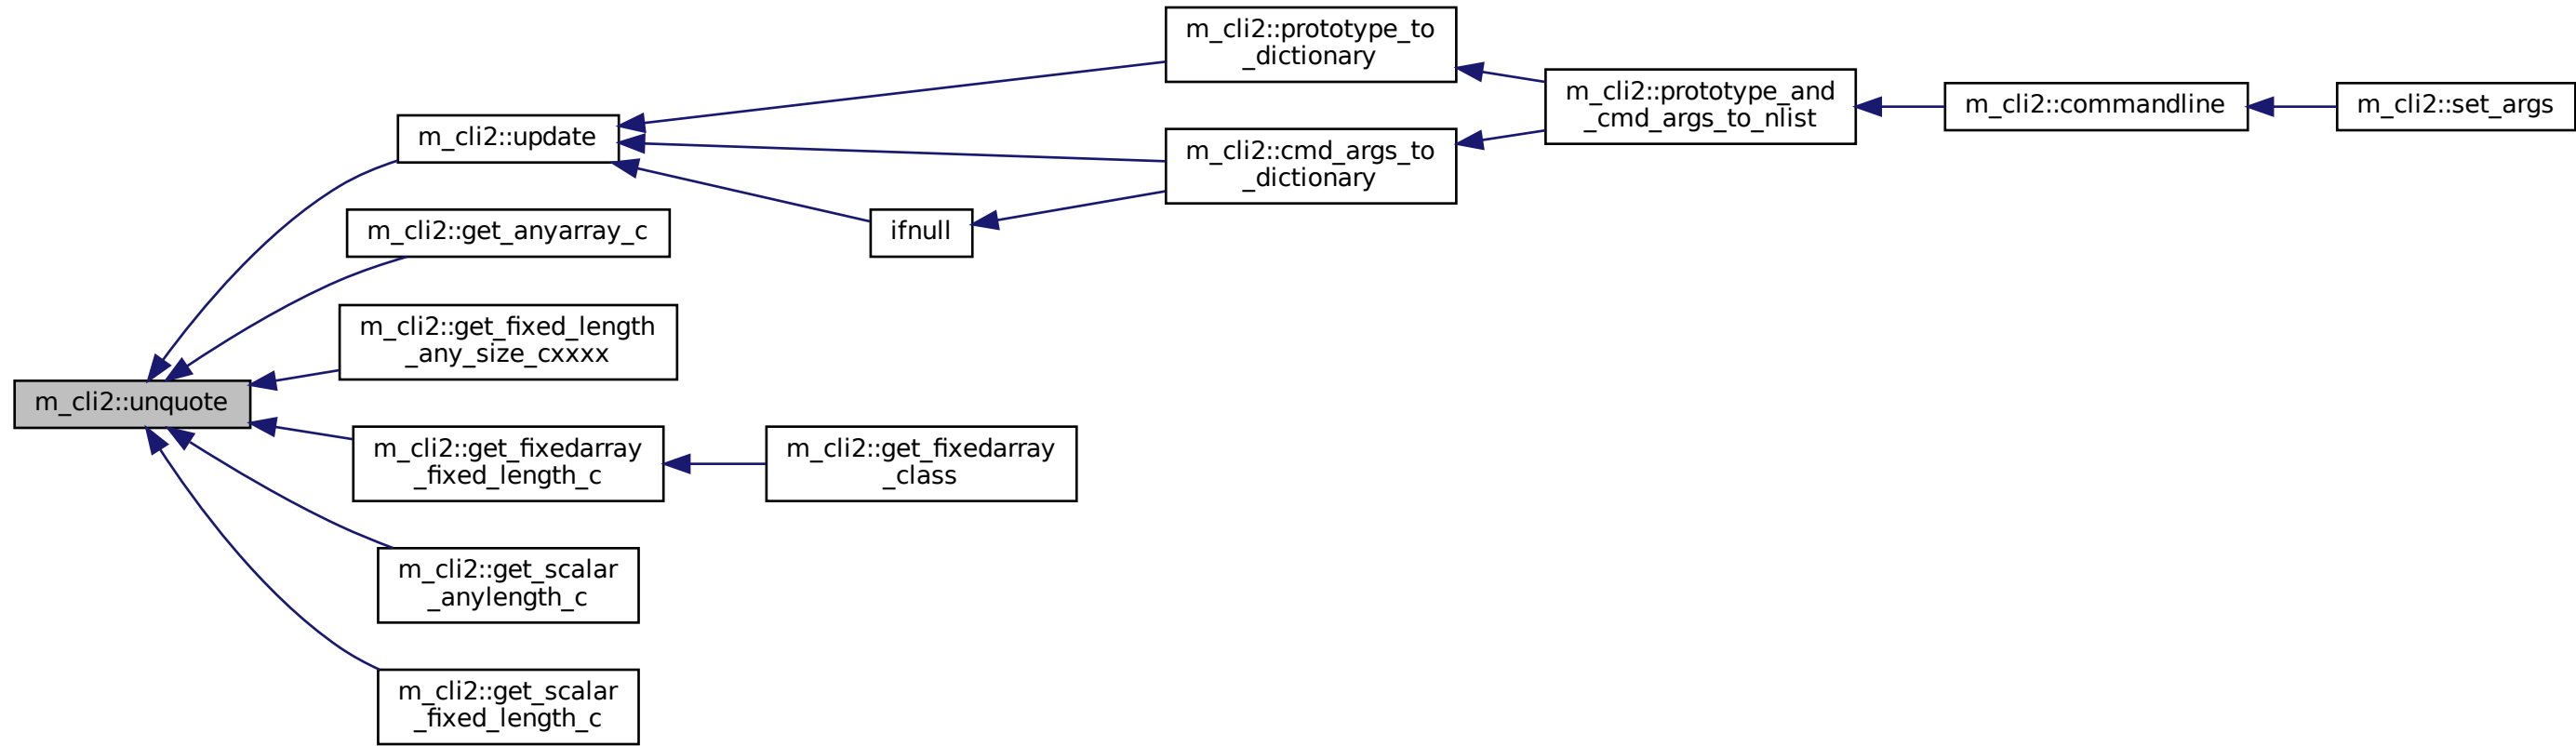 m_cli2::prototype_to
_dictionary
m_cli2::prototype_and
_cmd_args_to_nlist
m_cli2::commandline
m_cli2::set_args
m_cli2::update
m_cli2::cmd_args_to
_dictionary
ifnull
m_cli2::get_anyarray_c
m_cli2::get_fixed_length
_any_size_cxxxx
m_cli2::unquote
m_cli2::get_fixedarray
_fixed_length_c
m_cli2::get_fixedarray
_class
m_cli2::get_scalar
_anylength_c
m_cli2::get_scalar
_fixed_length_c